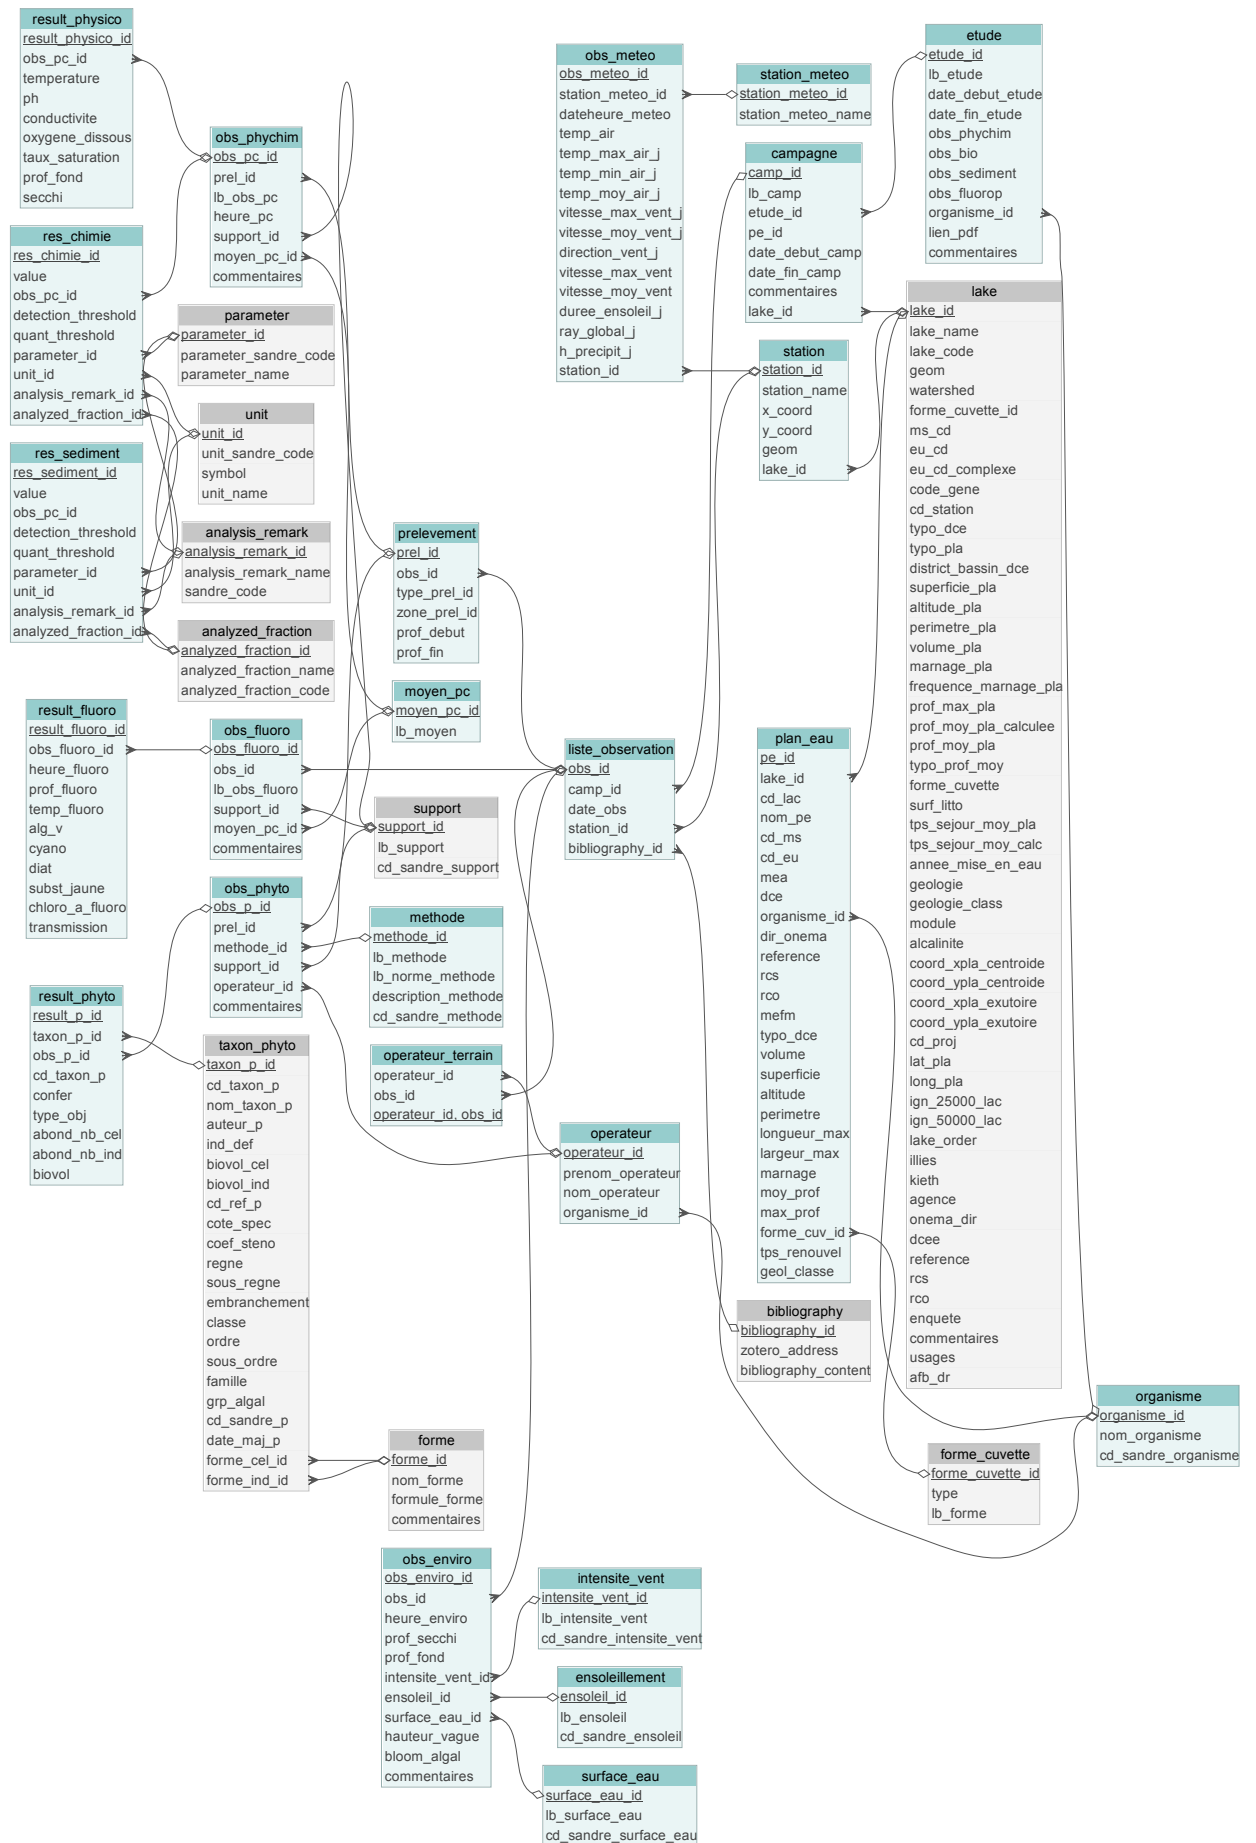 result_physico
result_physico_id
obs_pc_id
temperature
ph
conductivite
oxygene_dissous
taux_saturation
prof_fond
secchi
res_chimie
res_chimie_id
value
obs_pc_id
detection_threshold
quant_threshold
parameter_id
unit_id
analysis_remark_id
analyzed_fraction_id
res_sediment
res_sediment_id
value
obs_pc_id
detection_threshold
quant_threshold
parameter_id
unit_id
analysis_remark_id
analyzed_fraction_id
result_fluoro
result_fluoro_id
obs_fluoro_id
heure_fluoro
prof_fluoro
temp_fluoro
alg_v
cyano
diat
subst_jaune
chloro_a_fluoro
transmission
result_phyto
result_p_id
taxon_p_id
obs_p_id
cd_taxon_p
confer
type_obj
abond_nb_cel
abond_nb_ind
biovol
obs_phychim
obs_pc_id
prel_id
lb_obs_pc
heure_pc
support_id
moyen_pc_id
commentaires
parameter
parameter_id
parameter_sandre_code
parameter_name
unit
unit_id
unit_sandre_code
symbol
unit_name
analysis_remark
analysis_remark_id
analysis_remark_name
sandre_code
analyzed_fraction
analyzed_fraction_id
analyzed_fraction_name
analyzed_fraction_code
obs_fluoro
obs_fluoro_id
obs_id
lb_obs_fluoro
support_id
moyen_pc_id
commentaires
obs_phyto
obs_p_id
prel_id
methode_id
support_id
operateur_id
commentaires
taxon_phyto
taxon_p_id
cd_taxon_p
nom_taxon_p
auteur_p
ind_def
biovol_cel
biovol_ind
cd_ref_p
cote_spec
coef_steno
regne
sous_regne
embranchement
classe
ordre
sous_ordre
famille
grp_algal
cd_sandre_p
date_maj_p
forme_cel_id
forme_ind_id
prelevement
prel_id
obs_id
type_prel_id
zone_prel_id
prof_debut
prof_fin
moyen_pc
moyen_pc_id
lb_moyen
support
support_id
lb_support
cd_sandre_support
methode
methode_id
lb_methode
lb_norme_methode
description_methode
cd_sandre_methode
operateur_terrain
operateur_id
obs_id
operateur_id, obs_id
forme
forme_id
nom_forme
formule_forme
commentaires
obs_enviro
obs_enviro_id
obs_id
heure_enviro
prof_secchi
prof_fond
intensite_vent_id
ensoleil_id
surface_eau_id
hauteur_vague
bloom_algal
commentaires
obs_meteo
obs_meteo_id
station_meteo_id
dateheure_meteo
temp_air
temp_max_air_j
temp_min_air_j
temp_moy_air_j
vitesse_max_vent_j
vitesse_moy_vent_j
direction_vent_j
vitesse_max_vent
vitesse_moy_vent
duree_ensoleil_j
ray_global_j
h_precipit_j
station_id
liste_observation
obs_id
camp_id
date_obs
station_id
bibliography_id
operateur
operateur_id
prenom_operateur
nom_operateur
organisme_id
intensite_vent
intensite_vent_id
lb_intensite_vent
cd_sandre_intensite_vent
ensoleillement
ensoleil_id
lb_ensoleil
cd_sandre_ensoleil
surface_eau
surface_eau_id
lb_surface_eau
cd_sandre_surface_eau
station_meteo
station_meteo_id
station_meteo_name
campagne
camp_id
lb_camp
etude_id
pe_id
date_debut_camp
date_fin_camp
commentaires
lake_id
station
station_id
station_name
x_coord
y_coord
geom
lake_id
plan_eau
pe_id
lake_id
cd_lac
nom_pe
cd_ms
cd_eu
mea
dce
organisme_id
dir_onema
reference
rcs
rco
mefm
typo_dce
volume
superficie
altitude
perimetre
longueur_max
largeur_max
marnage
moy_prof
max_prof
forme_cuv_id
tps_renouvel
geol_classe
bibliography
bibliography_id
zotero_address
bibliography_content
etude
etude_id
lb_etude
date_debut_etude
date_fin_etude
obs_phychim
obs_bio
obs_sediment
obs_fluorop
organisme_id
lien_pdf
commentaires
lake
lake_id
lake_name
lake_code
geom
watershed
forme_cuvette_id
ms_cd
eu_cd
eu_cd_complexe
code_gene
cd_station
typo_dce
typo_pla
district_bassin_dce
superficie_pla
altitude_pla
perimetre_pla
volume_pla
marnage_pla
frequence_marnage_pla
prof_max_pla
prof_moy_pla_calculee
prof_moy_pla
typo_prof_moy
forme_cuvette
surf_litto
tps_sejour_moy_pla
tps_sejour_moy_calc
annee_mise_en_eau
geologie
geologie_class
module
alcalinite
coord_xpla_centroide
coord_ypla_centroide
coord_xpla_exutoire
coord_ypla_exutoire
cd_proj
lat_pla
long_pla
ign_25000_lac
ign_50000_lac
lake_order
illies
kieth
agence
onema_dir
dcee
reference
rcs
rco
enquete
commentaires
usages
afb_dr
forme_cuvette
forme_cuvette_id
type
lb_forme
organisme
organisme_id
nom_organisme
cd_sandre_organisme